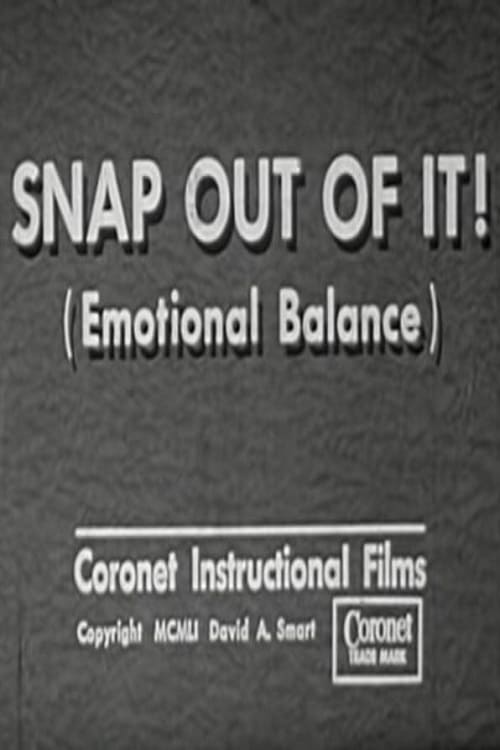 SNAP OUT OF IT!
(Emotional Balance)
Coronet Instructional Films
Copyright MCMLI David A. Smart
Coronet
TRADE MARK